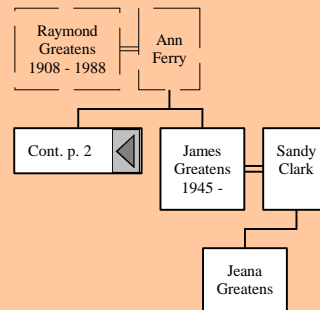 Raymond
Greatens
1908 - 1988
Ann
Ferry
Cont. p. 2
James
Greatens
1945 -
Sandy
Clark
Jeana
Greatens